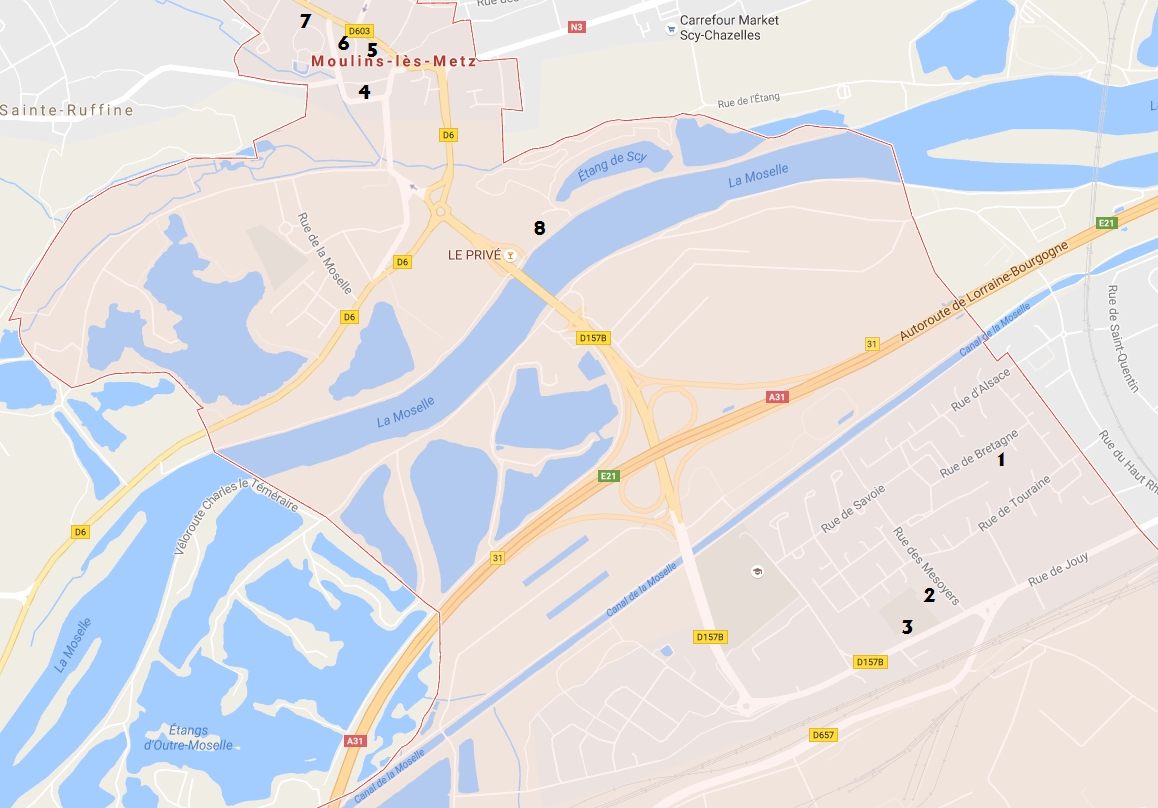 Rue des
7
D603
N3
Carrefour Market
Scy-Chazelles
6
5
Moulins-lès-Metz
4
Sainte-Ruffine
Rue de l'Étang
D6
Étang de Scy
La Moselle
L
E21
Rue de la Moselle
8
LE PRIVÉ
D6
Autoroute de Lorraine-Bourgogne
D6
D157B
31
Canal de la Moselle
Rue de Saint-Quentin
Rue d'Alsace
A31
La Moselle
Rue de Bretagne
1
Rue du Haut Rh
E21
Rue de Savoie
Rue de Touraine
Véloroute Charles le Téméraire
D6
31
Rue des Mesoyers
Rue de Jouy
Canal de la Moselle
2
3
La Moselle
D157B
D157B
Étangs
d'Outre-Moselle
A31
D657
Canal de la Moselle